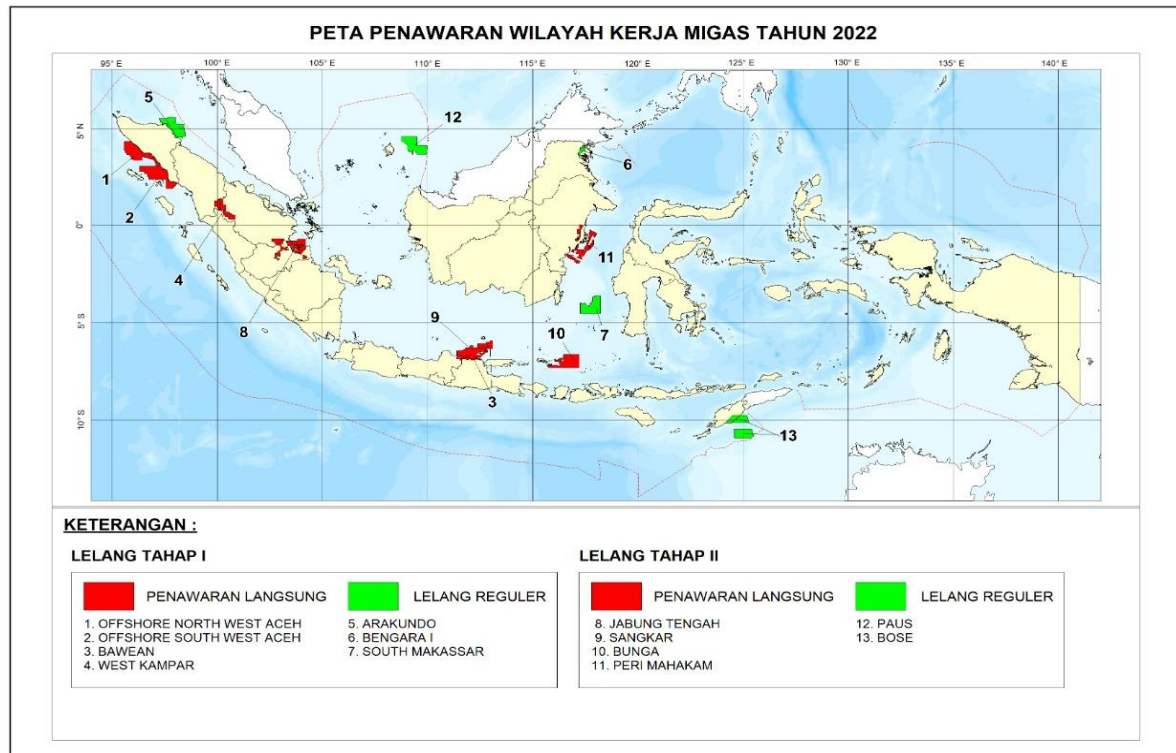 PETA PENAWARAN WILAYAH KERJA MIGAS TAHUN 2022
95° E 100° E 105° E 110° E 115° E 120° E 125° E 130° E 135° E 140° E
5° N
0°
5° S
10° S
5
12
1
6
2
11
4
9
10
7
8
3
13
KETERANGAN :
LELANG TAHAP I
PENAWARAN LANGSUNG
1. OFFSHORE NORTH WEST ACEH
2. OFFSHORE SOUTH WEST ACEH
3. BAWEAN
4. WEST KAMPAR
LELANG REGULER
5. ARAKUNDO
6. BENGARA I
7. SOUTH MAKASSAR
LELANG TAHAP II
PENAWARAN LANGSUNG
8. JABUNG TENGAH
9. SANGKAR
10. BUNGA
11. PERI MAHAKAM
LELANG REGULER
12. PAUS
13. BOSE